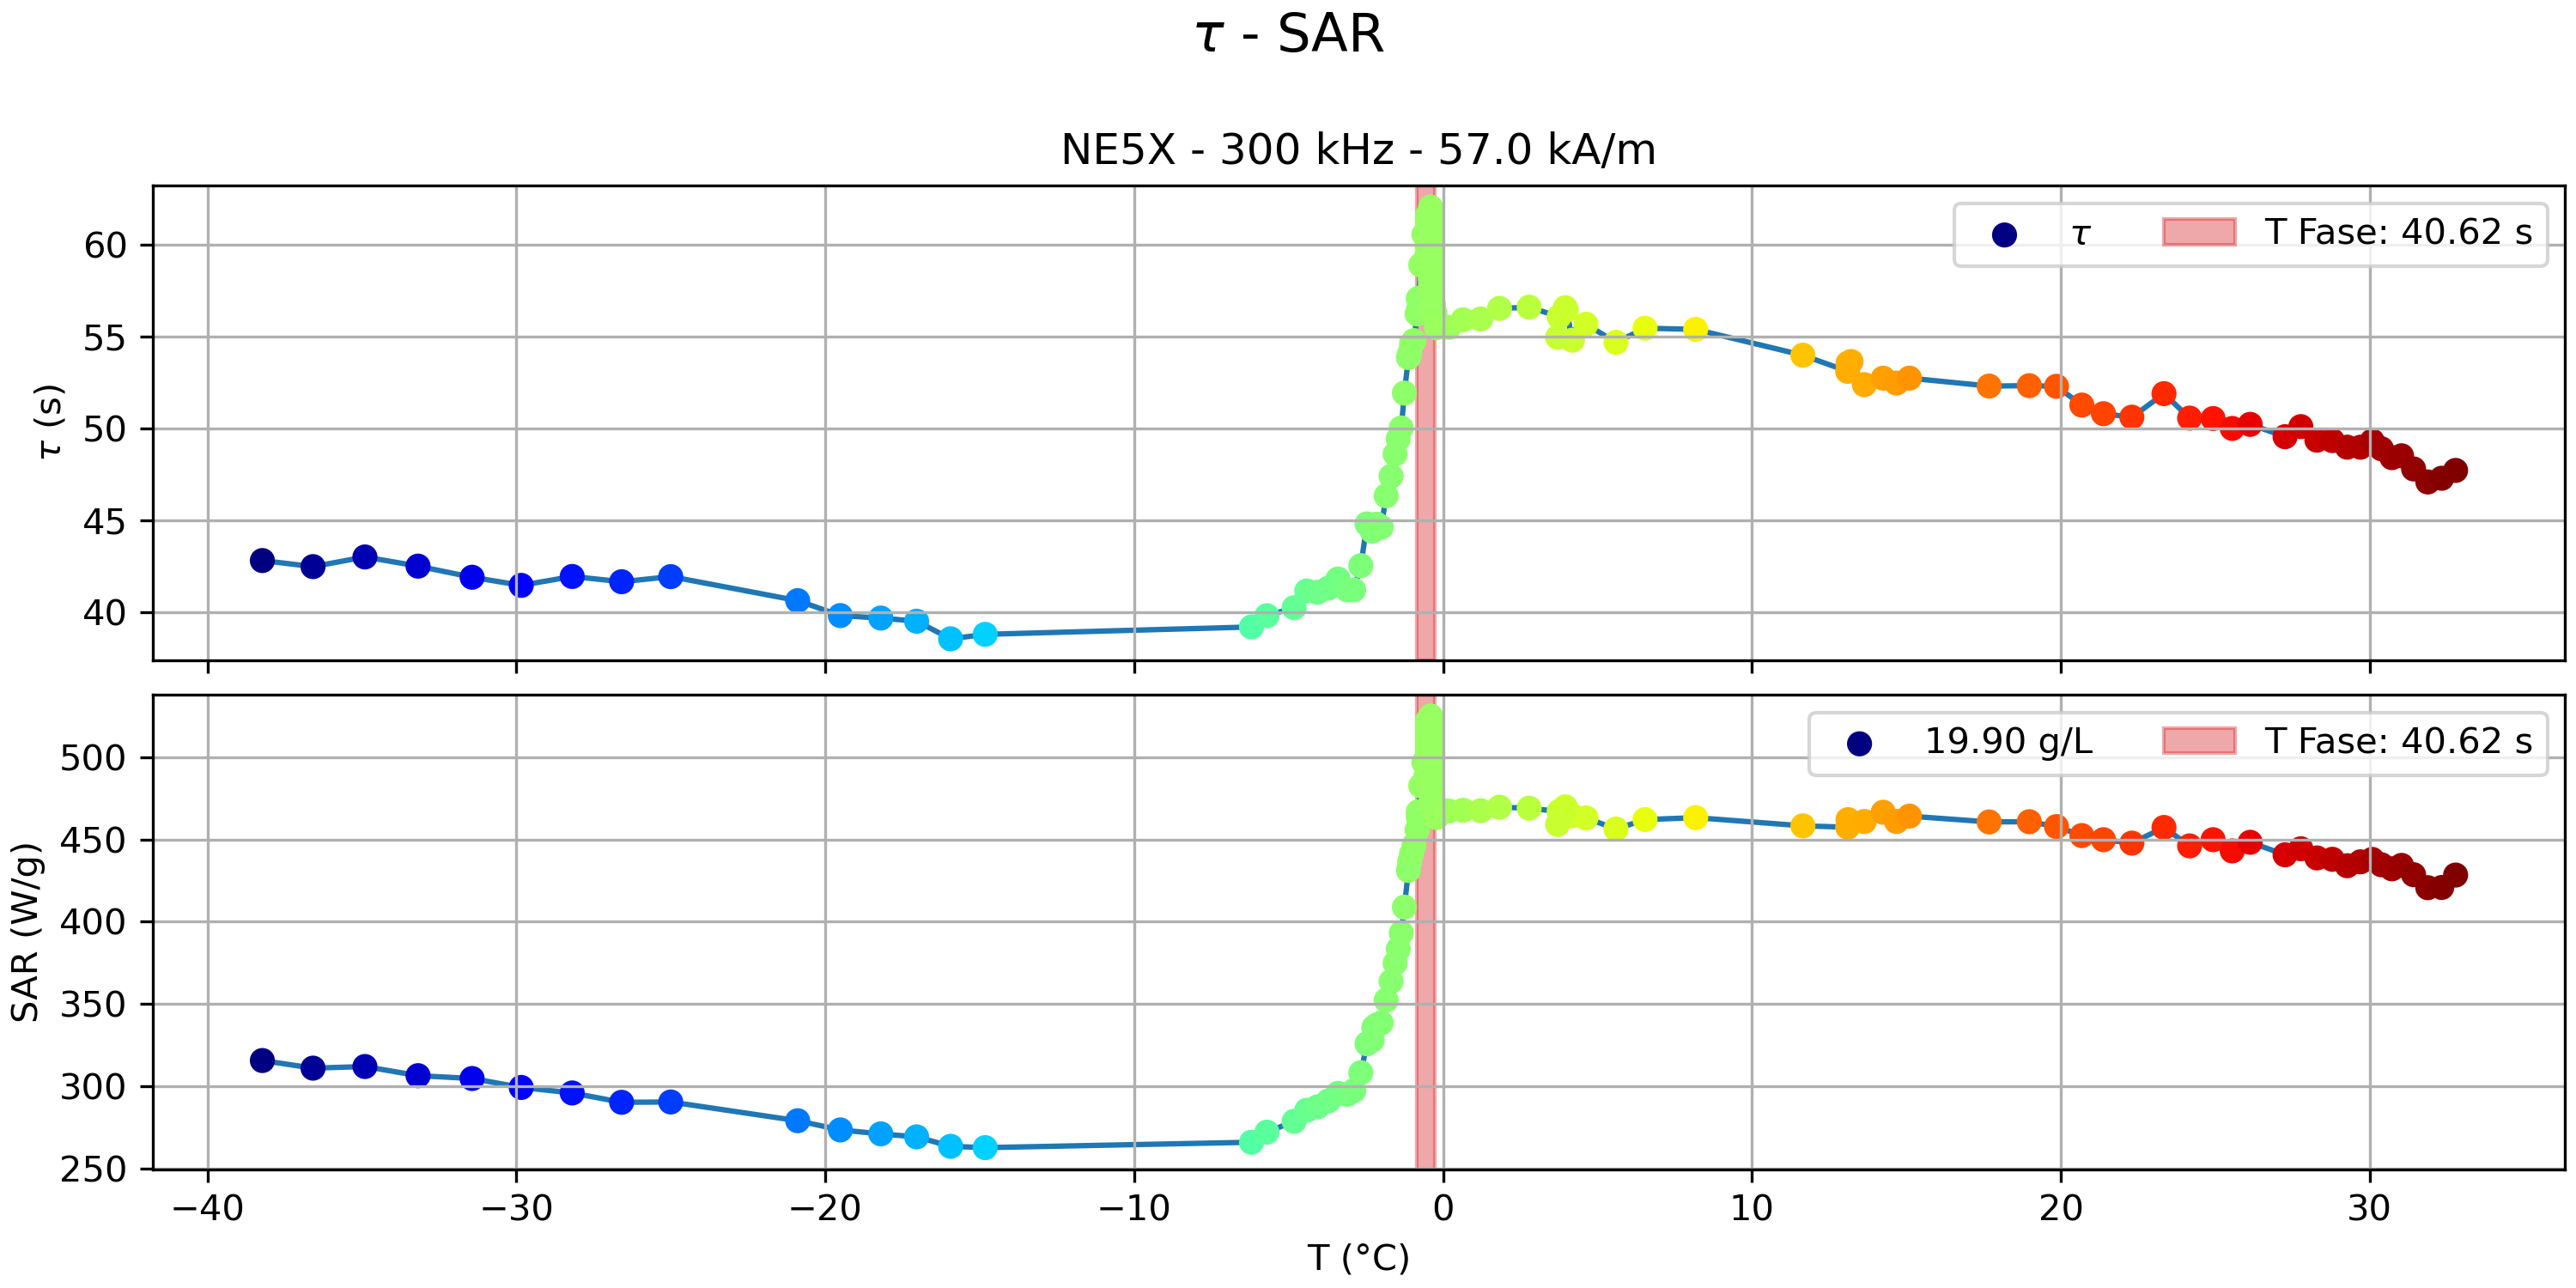 τ - SAR
NE5X - 300 kHz - 57.0 kA/m
τ T Fase: 40.62 s
60
55
50
45
40
τ (s)
19.90 g/L T Fase: 40.62 s
500
450
400
350
300
250
SAR (W/g)
−40 −30 −20 −10 0 10 20 30
T (°C)